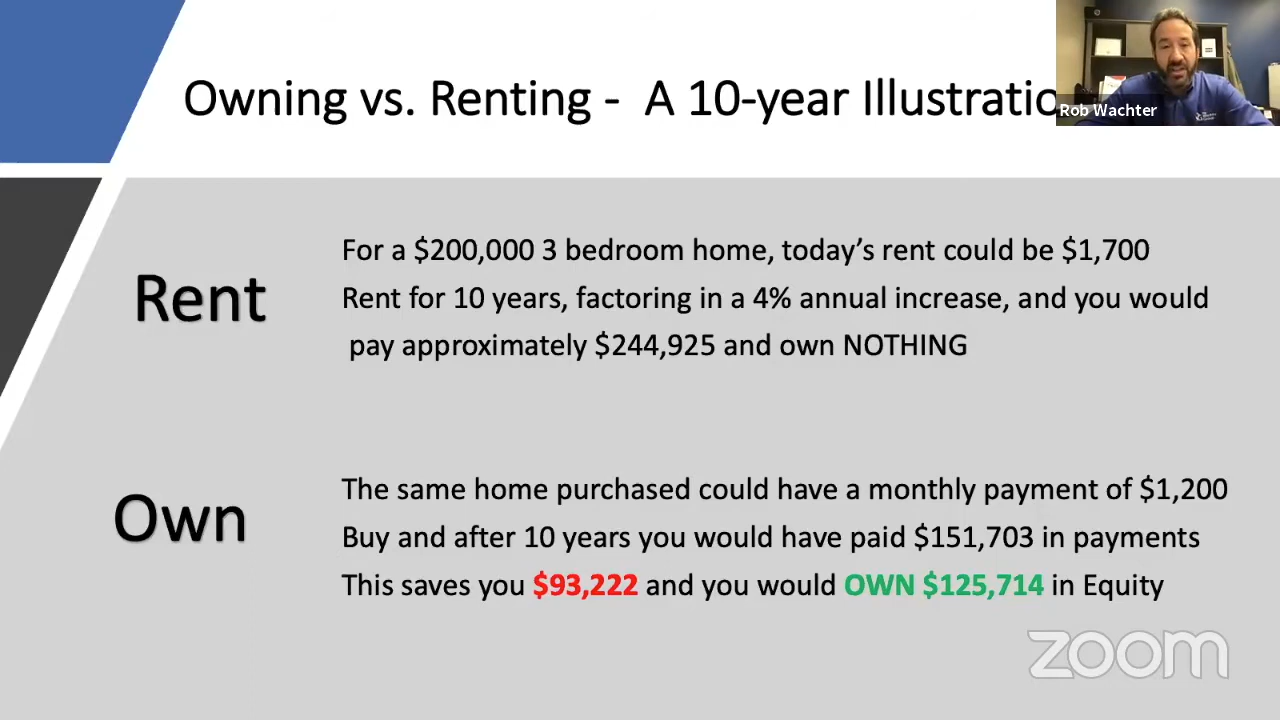 Owning vs. Renting - A 10-year Illustratio
Rob Wachter
Rent
For a $200,000 3 bedroom home, today's rent could be $1,700
Rent for 10 years, factoring in a 4% annual increase, and you would
pay approximately $244,925 and own NOTHING
Own
The same home purchased could have a monthly payment of $1,200
Buy and after 10 years you would have paid $151,703 in payments
This saves you $93,222 and you would OWN $125,714 in Equity
zoom